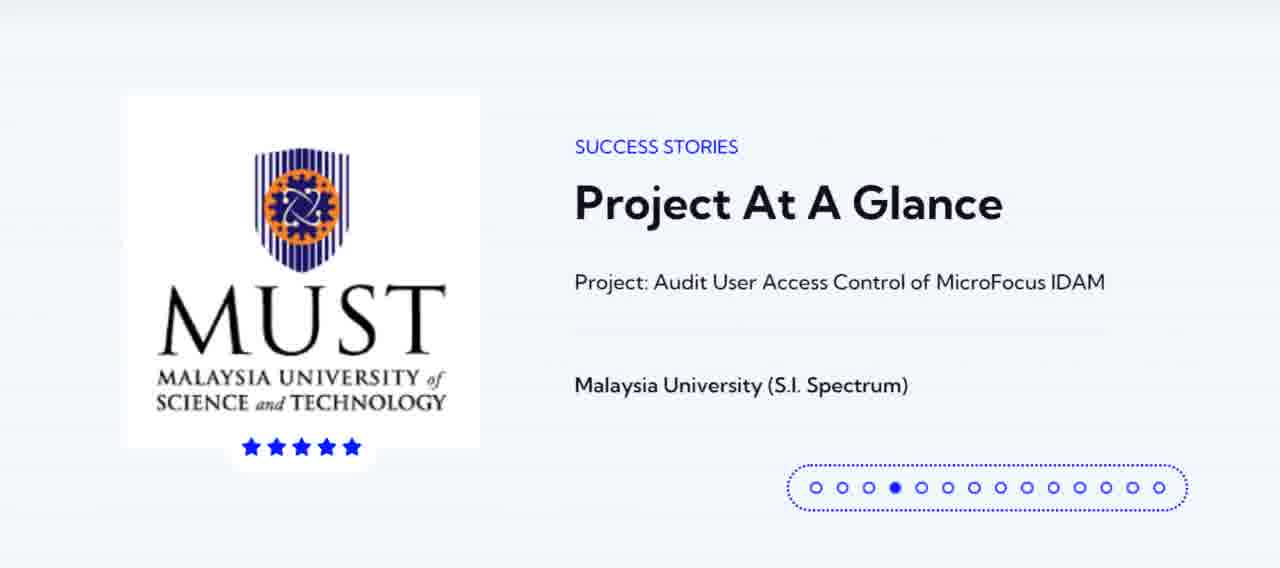 MUST
MALAYSIA UNIVERSITY of
SCIENCE and TECHNOLOGY
SUCCESS STORIES
Project At A Glance
Project: Audit User Access Control of MicroFocus IDAM
Malaysia University (S.I. Spectrum)